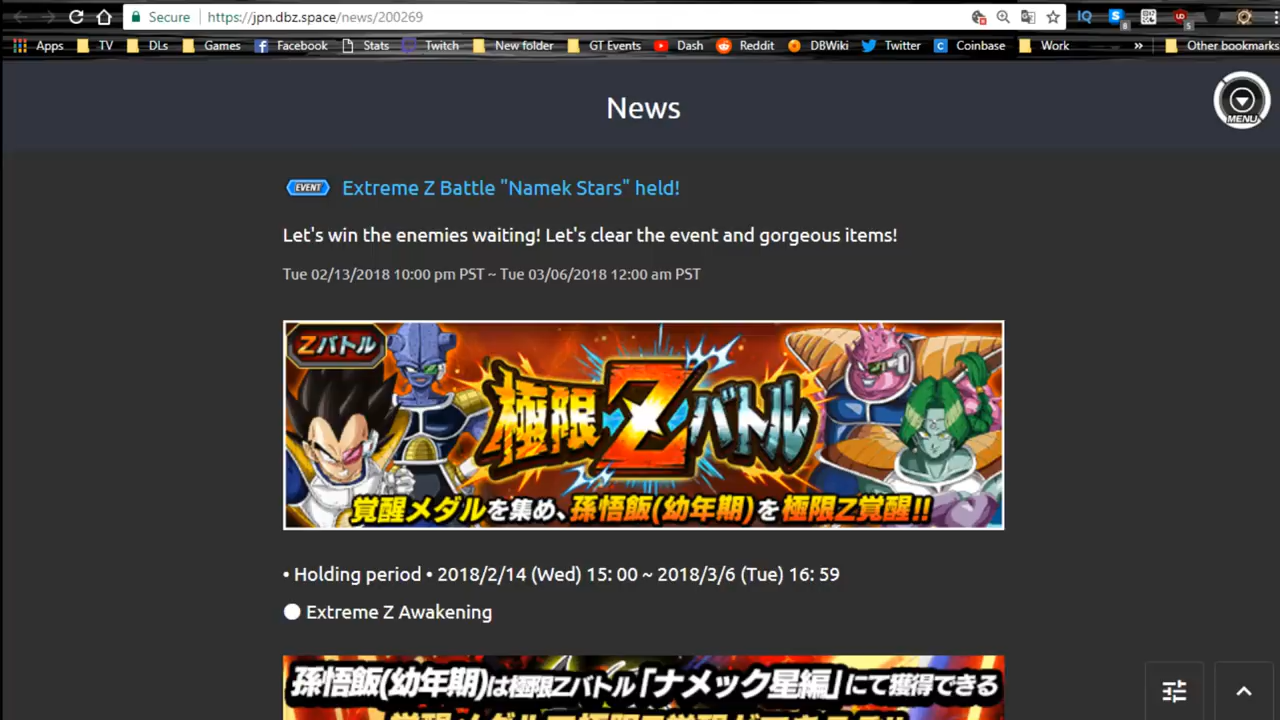 Secure https://jpn.dbz.space/news/200269
IQ
Apps TV DLs Games Facebook Stats Twitch New folder GT Events Dash Reddit DBWiki Twitter Coinbase Work » Other bookmarks
News
MENU
EVENT Extreme Z Battle "Namek Stars" held!
Let's win the enemies waiting! Let's clear the event and gorgeous items!
Tue 02/13/2018 10:00 pm PST ~ Tue 03/06/2018 12:00 am PST
Zバトル
極限Zバトル
覚醒メダルを集め、孫悟飯(幼年期)を極限Z覚醒!!
• Holding period • 2018/2/14 (Wed) 15: 00 ~ 2018/3/6 (Tue) 16: 59
● Extreme Z Awakening
孫悟飯(幼年期)は極限Zバトル「ナメック星編」にて獲得できる